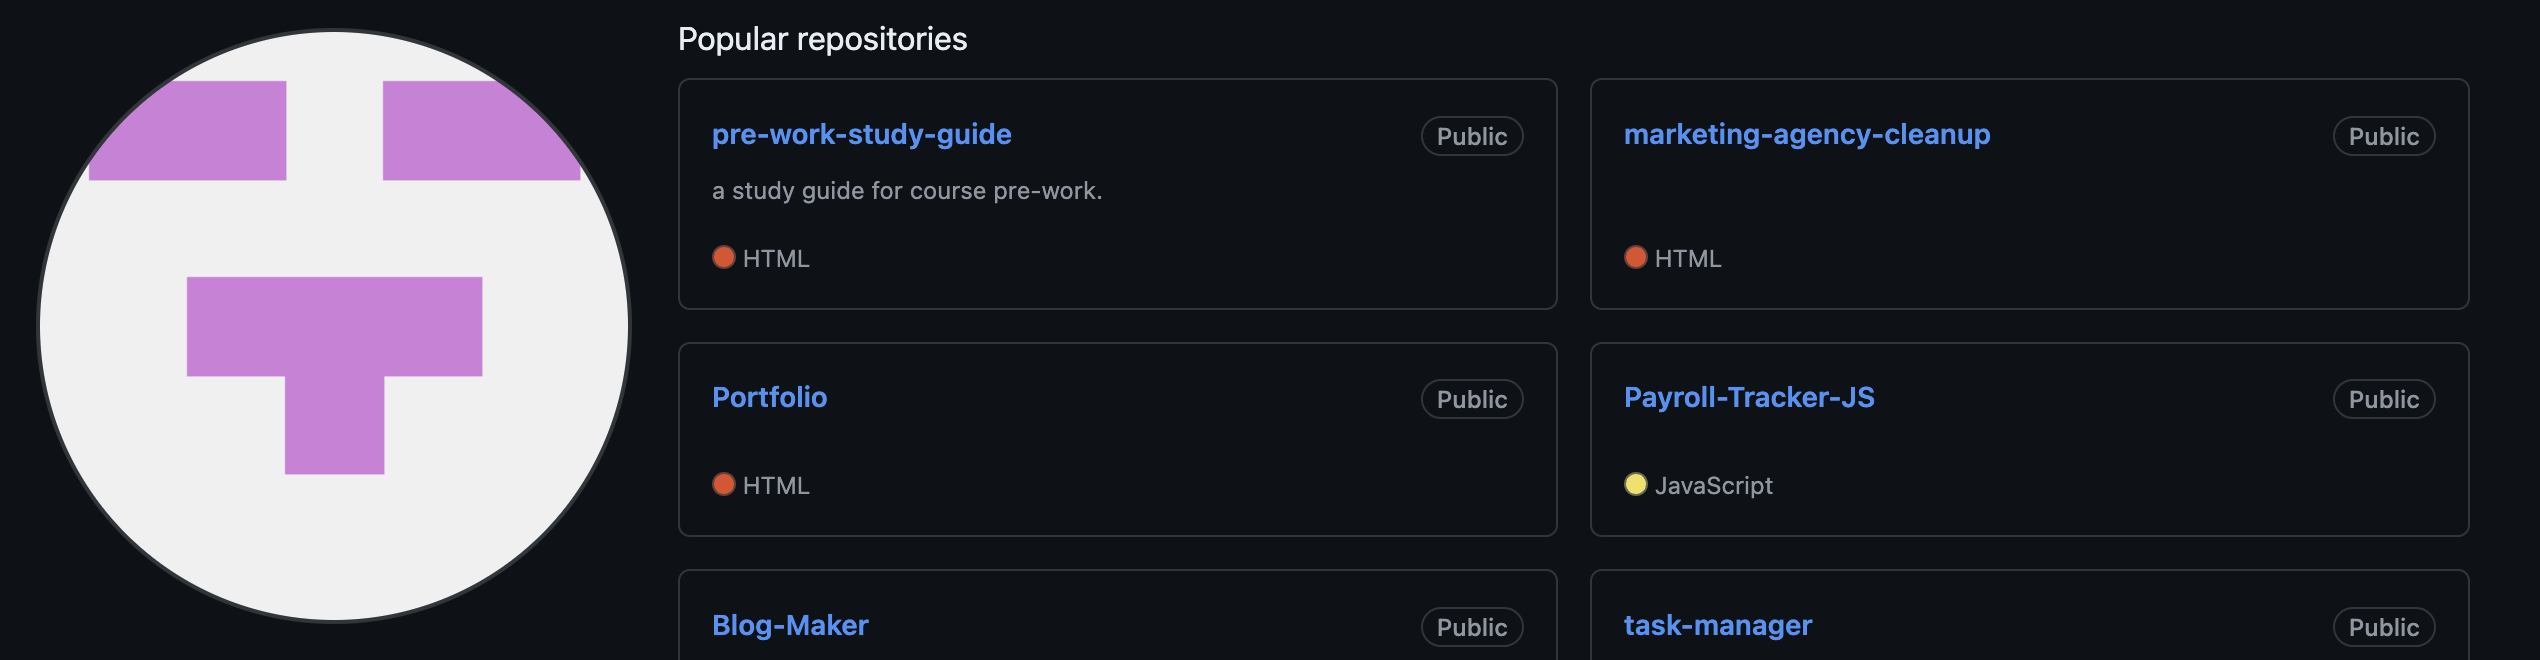 Popular repositories
pre-work-study-guide
Public
a study guide for course pre-work.
HTML
marketing-agency-cleanup
Public
HTML
Portfolio
Public
HTML
Payroll-Tracker-JS
Public
JavaScript
Blog-Maker
Public
task-manager
Public